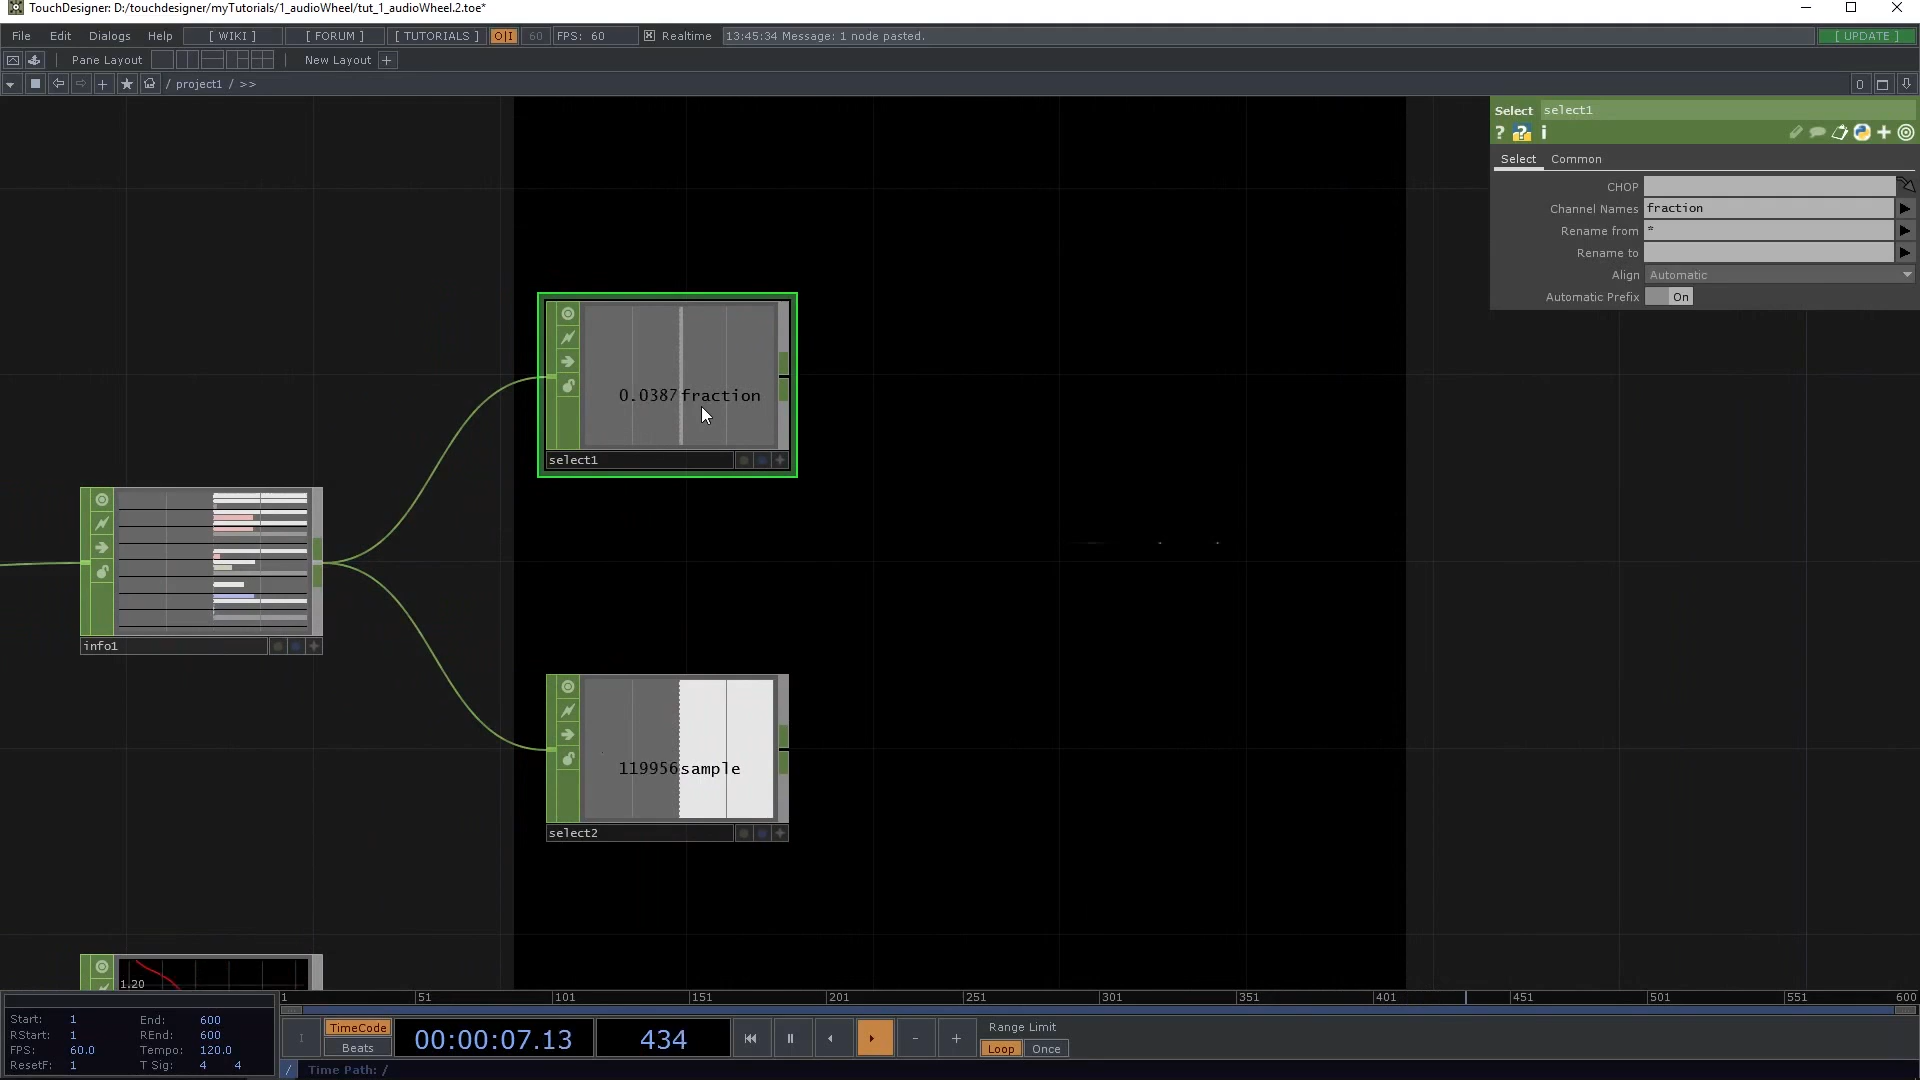 TouchDesigner: D:/touchdesigner/myTutorials/1_audioWheel/tut_1_audioWheel.2.toe*
File Edit Dialogs Help [ WIKI ] [ FORUM ] [ TUTORIALS ] O|I 60 FPS: 60 Realtime 13:45:34 Message: 1 node pasted. [ UPDATE ]
Pane Layout New Layout +
/ project1 / >> 0
Select select1
? ? i
Select Common
CHOP
Channel Names fraction
Rename from *
Rename to
Align Automatic
Automatic Prefix On
0.0387 fraction
select1
info1
119956 sample
select2
1.20
1 51 101 151 201 251 301 351 401 451 501 551 600
Start: 1 End: 600
RStart: 1 REnd: 600
FPS: 60.0 Tempo: 120.0
ResetF: 1 T Sig: 4 4
TimeCode
Beats
00:00:07.13 434
Range Limit
Loop Once
/ Time Path: /